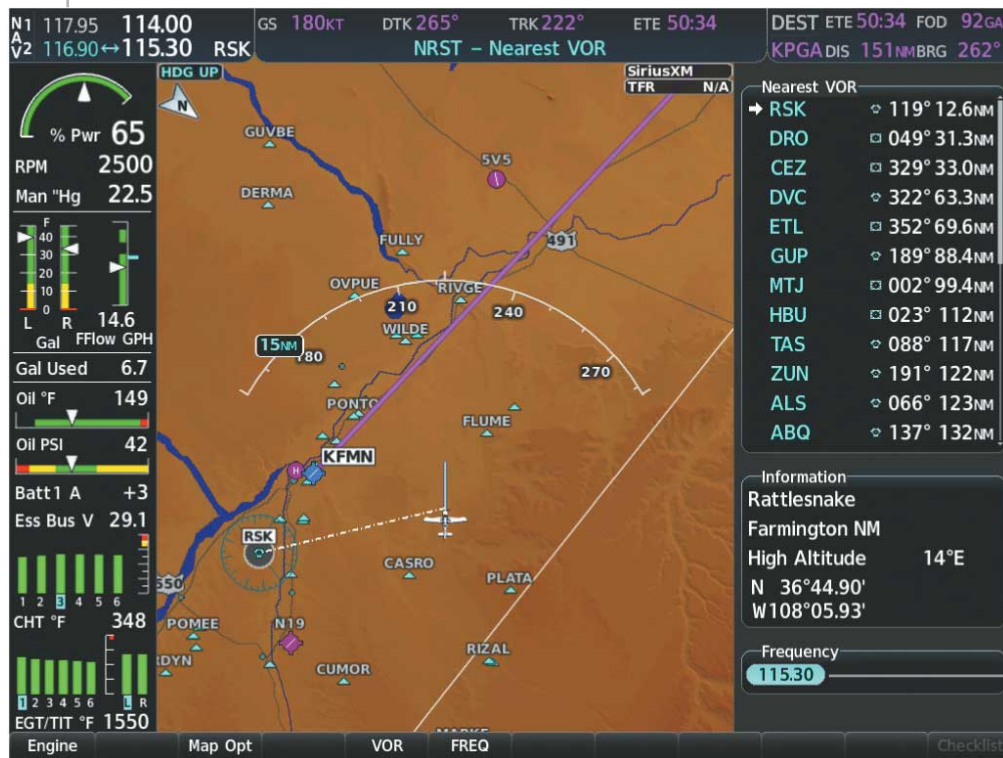 N1 117.95 114.00
A
V2 116.90↔115.30 RSK
GS 180KT DTK 265° TRK 222° ETE 50:34
NRST – Nearest VOR
DEST ETE 50:34 FOD 92GA
KPGA DIS 151NM BRG 262°
% Pwr 65
RPM 2500
Man "Hg 22.5
F
40
30
20
10
0
L R 14.6
Gal FFlow GPH
Gal Used 6.7
Oil °F 149
Oil PSI 42
Batt1 A +3
Ess Bus V 29.1
1 2 3 4 5 6
CHT °F 348
1 2 3 4 5 6 L R
EGT/TIT °F 1550
HDG UP
N
SiriusXM
TFR N/A
GUVBE
5V5
DERMA
FULLY
491
OVPUE
RIVGE
210
240
WILDE
15NM
180
270
PONTO
FLUME
KFMN
H
RSK
CASRO
PLATA
550
POMEE
N19
RDYN
RIZAL
CUMOR
Nearest VOR
RSK 119° 12.6NM
DRO 049° 31.3NM
CEZ 329° 33.0NM
DVC 322° 63.3NM
ETL 352° 69.6NM
GUP 189° 88.4NM
MTJ 002° 99.4NM
HBU 023° 112NM
TAS 088° 117NM
ZUN 191° 122NM
ALS 066° 123NM
ABQ 137° 132NM
Information
Rattlesnake
Farmington NM
High Altitude 14°E
N 36°44.90'
W108°05.93'
Frequency
115.30
Engine Map Opt VOR FREQ Checklist